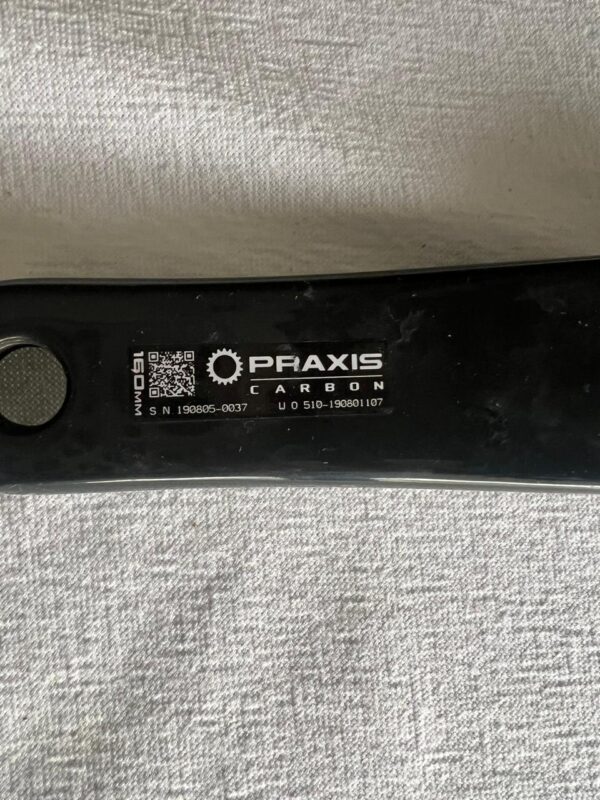 160MM
PRAXIS
CARBON
S N 190805-0037 U O 510-190801107